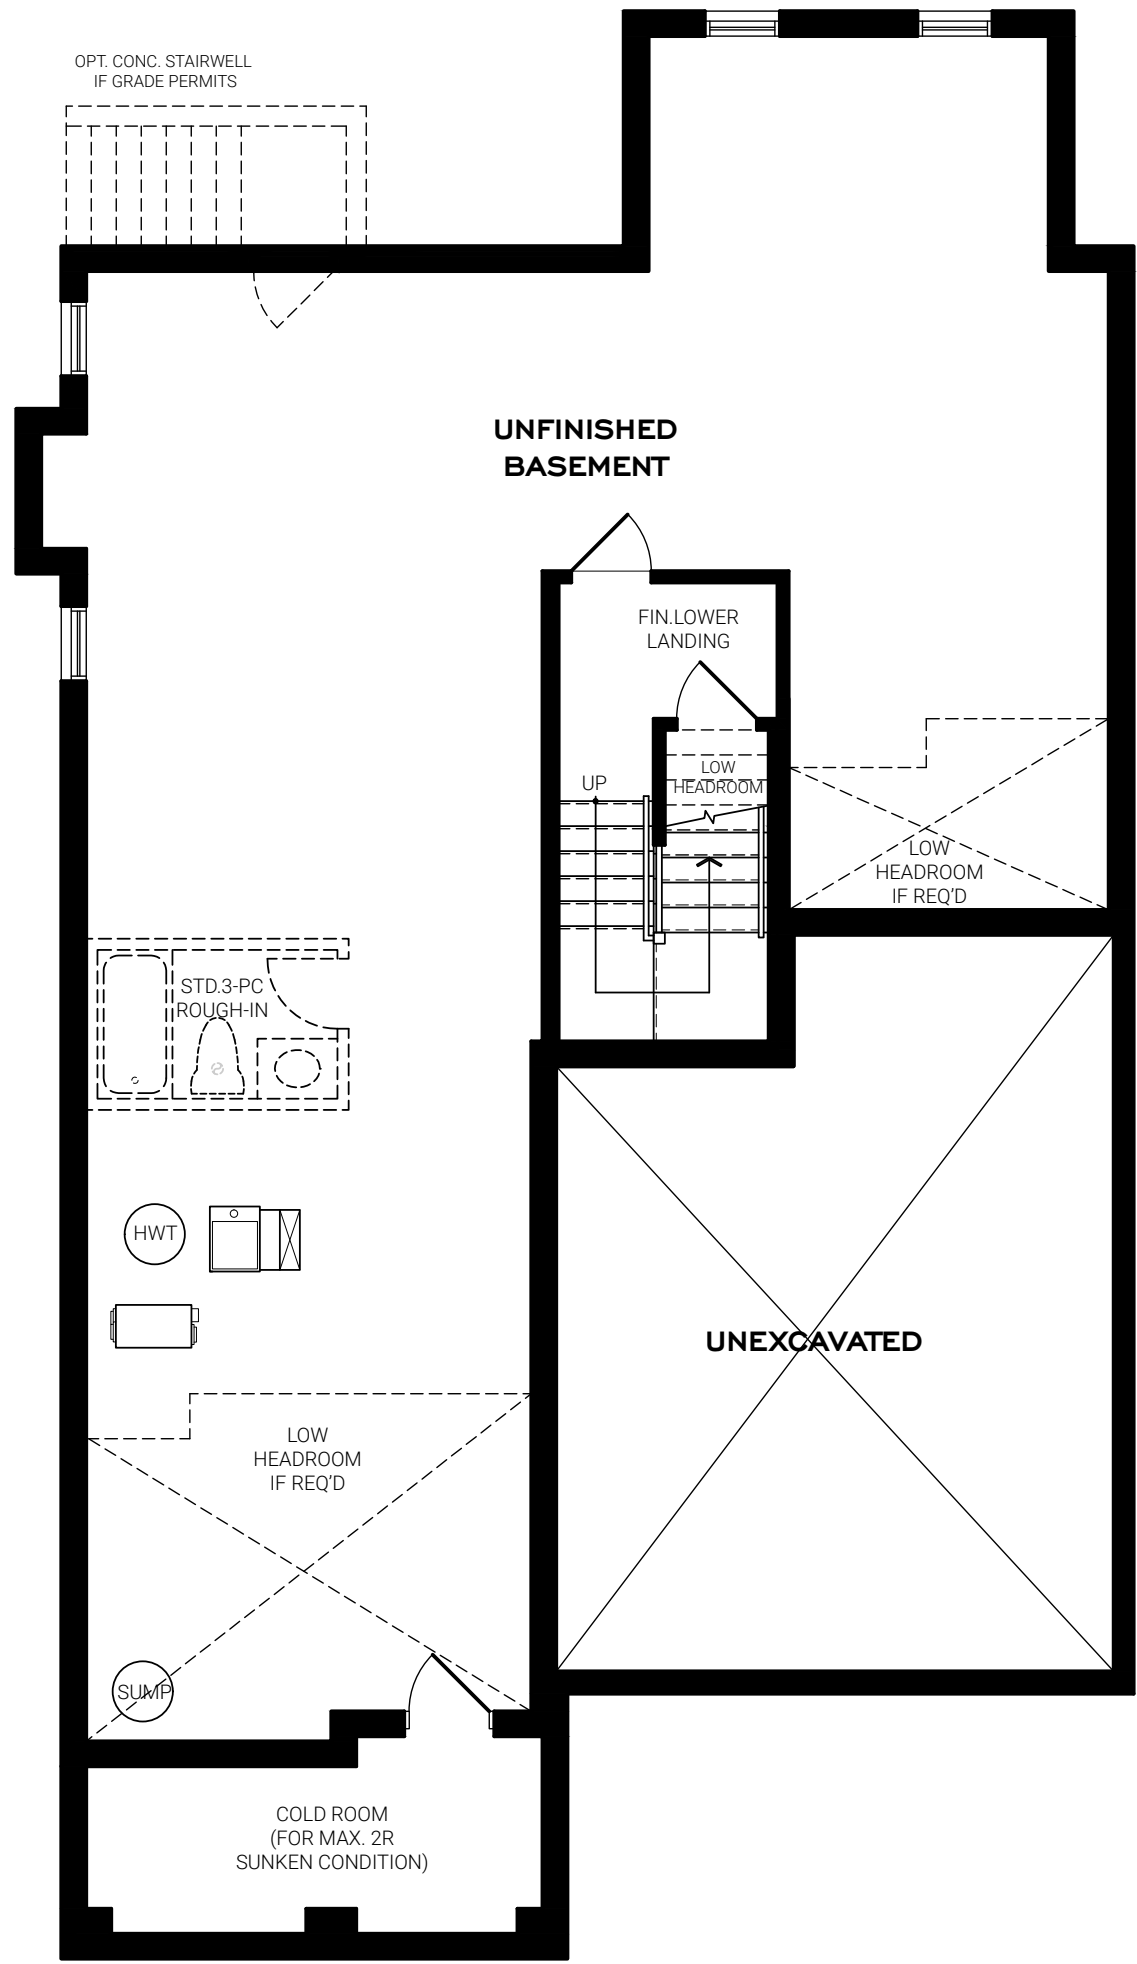 OPT. CONC. STAIRWELL
IF GRADE PERMITS
UNFINISHED
BASEMENT
FIN.LOWER
LANDING
LOW
HEADROOM
UP
LOW
HEADROOM
IF REQ'D
STD.3-PC
ROUGH-IN
HWT
UNEXCAVATED
LOW
HEADROOM
IF REQ'D
SUMP
COLD ROOM
(FOR MAX. 2R
SUNKEN CONDITION)